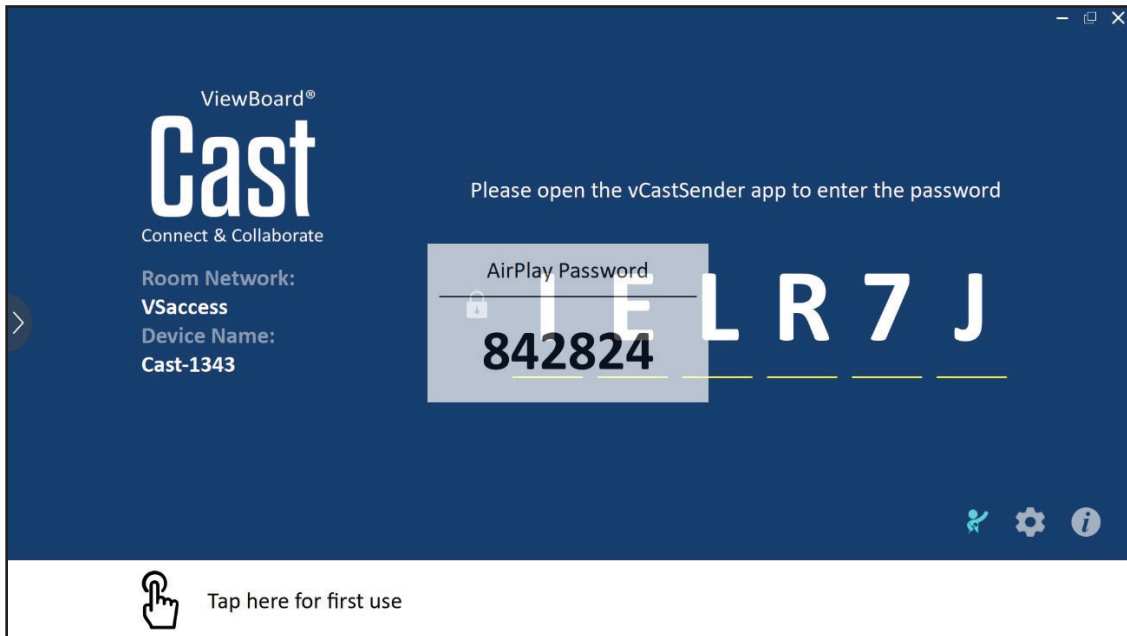 ViewBoard®
Cast
Connect & Collaborate
Room Network:
VSaccess
Device Name:
Cast-1343
Please open the vCastSender app to enter the password
AirPlay Password
842824
I E L R 7 J
Tap here for first use